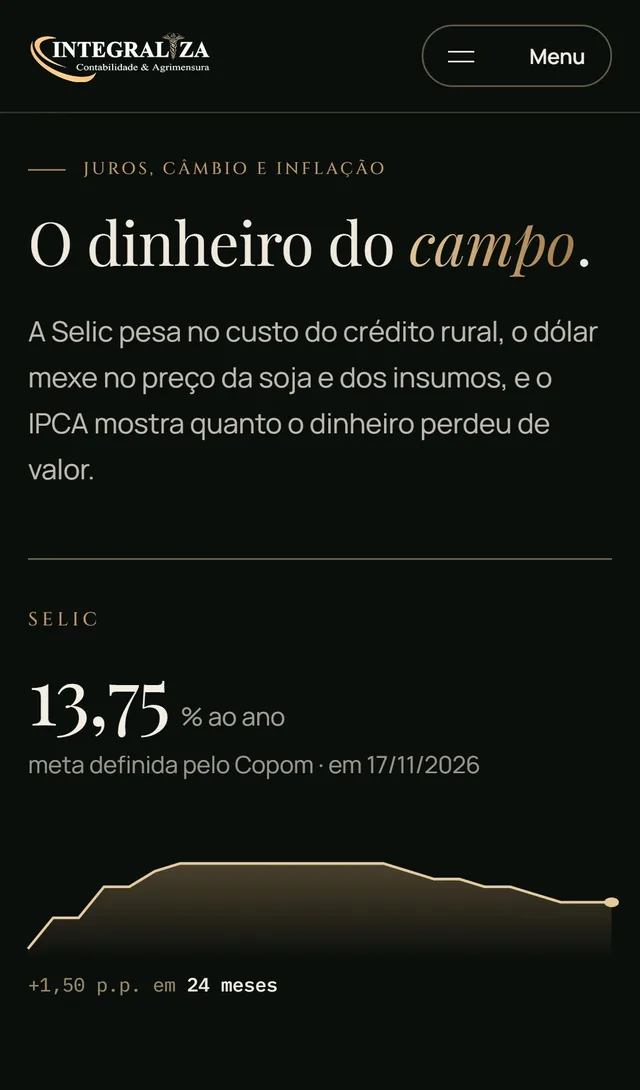 INTEGRALIZA
Contabilidade & Agrimensura
Menu
JUROS, CÂMBIO E INFLAÇÃO
O dinheiro do campo.
A Selic pesa no custo do crédito rural, o dólar
mexe no preço da soja e dos insumos, e o
IPCA mostra quanto o dinheiro perdeu de
valor.
SELIC
13,75 % ao ano
meta definida pelo Copom · em 17/11/2026
+1,50 p.p. em 24 meses